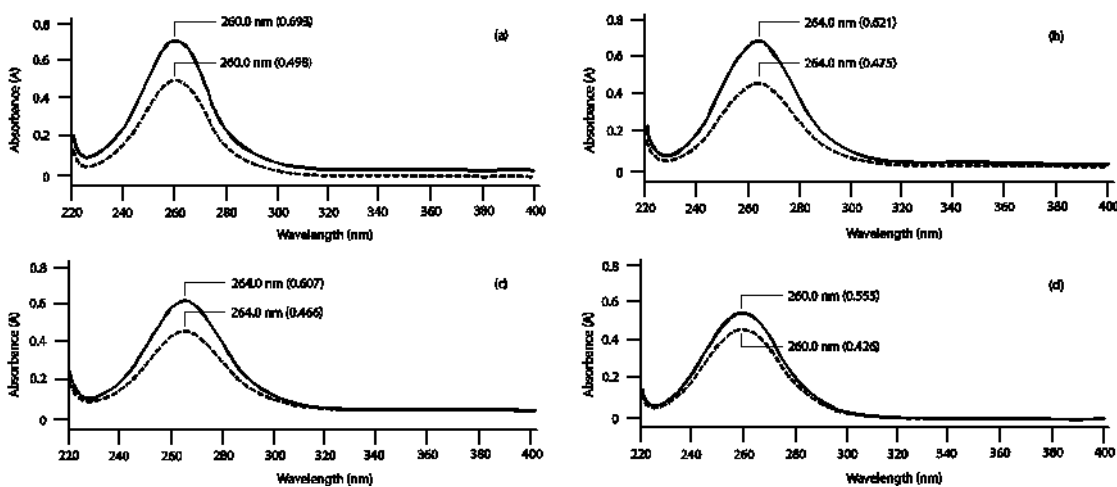 0.8
260.0 nm (0.693)
(a)
260.0 nm (0.498)
0.6
0.4
0.2
0
Absorbance (A)
220 240 260 280 300 320 340 360 380 400
Wavelength (nm)
0.8
264.0 nm (0.621)
(b)
264.0 nm (0.475)
0.6
0.4
0.2
0
Absorbance (A)
220 240 260 280 300 320 340 360 380 400
Wavelength (nm)
0.8
264.0 nm (0.607)
(c)
264.0 nm (0.466)
0.6
0.4
0.2
0
Absorbance (A)
220 240 260 280 300 320 340 360 380 400
Wavelength (nm)
0.8
260.0 nm (0.555)
(d)
260.0 nm (0.426)
0.6
0.4
0.2
0
Absorbance (A)
220 240 260 280 300 320 340 360 380 400
Wavelength (nm)